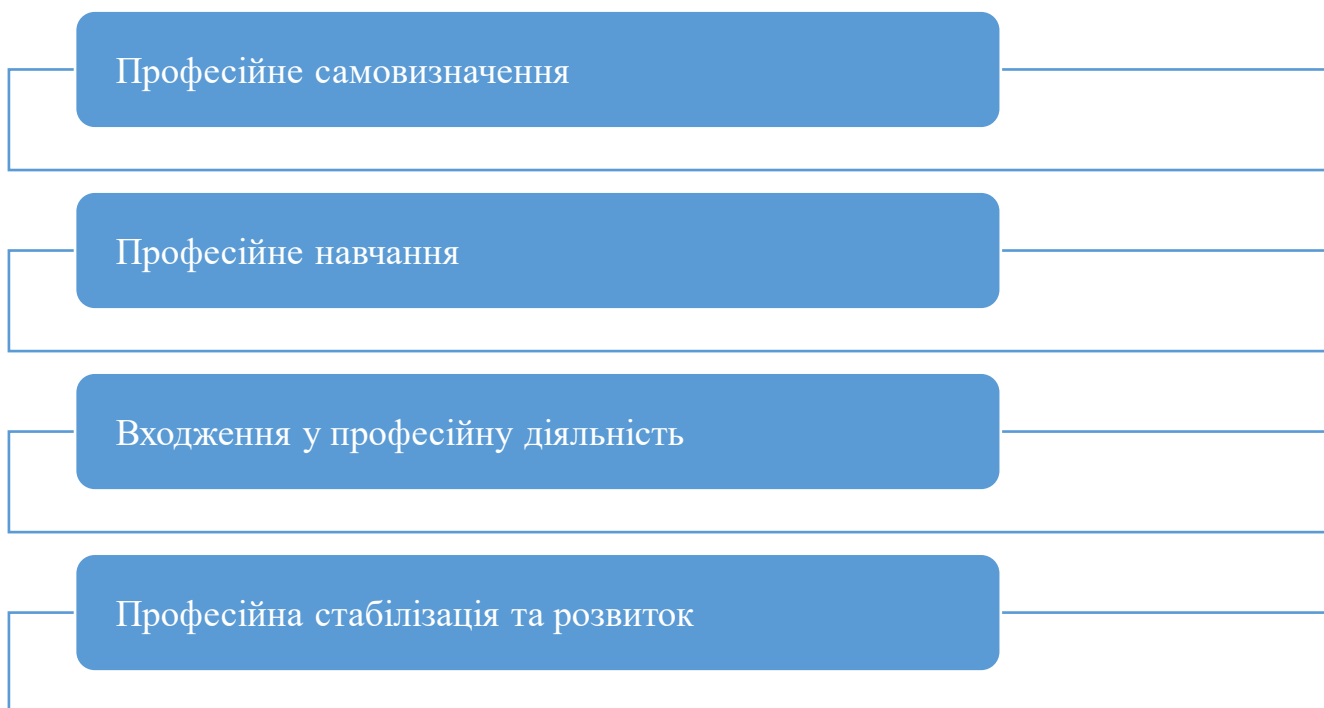 Професійне самовизначення
Професійне навчання
Входження у професійну діяльність
Професійна стабілізація та розвиток